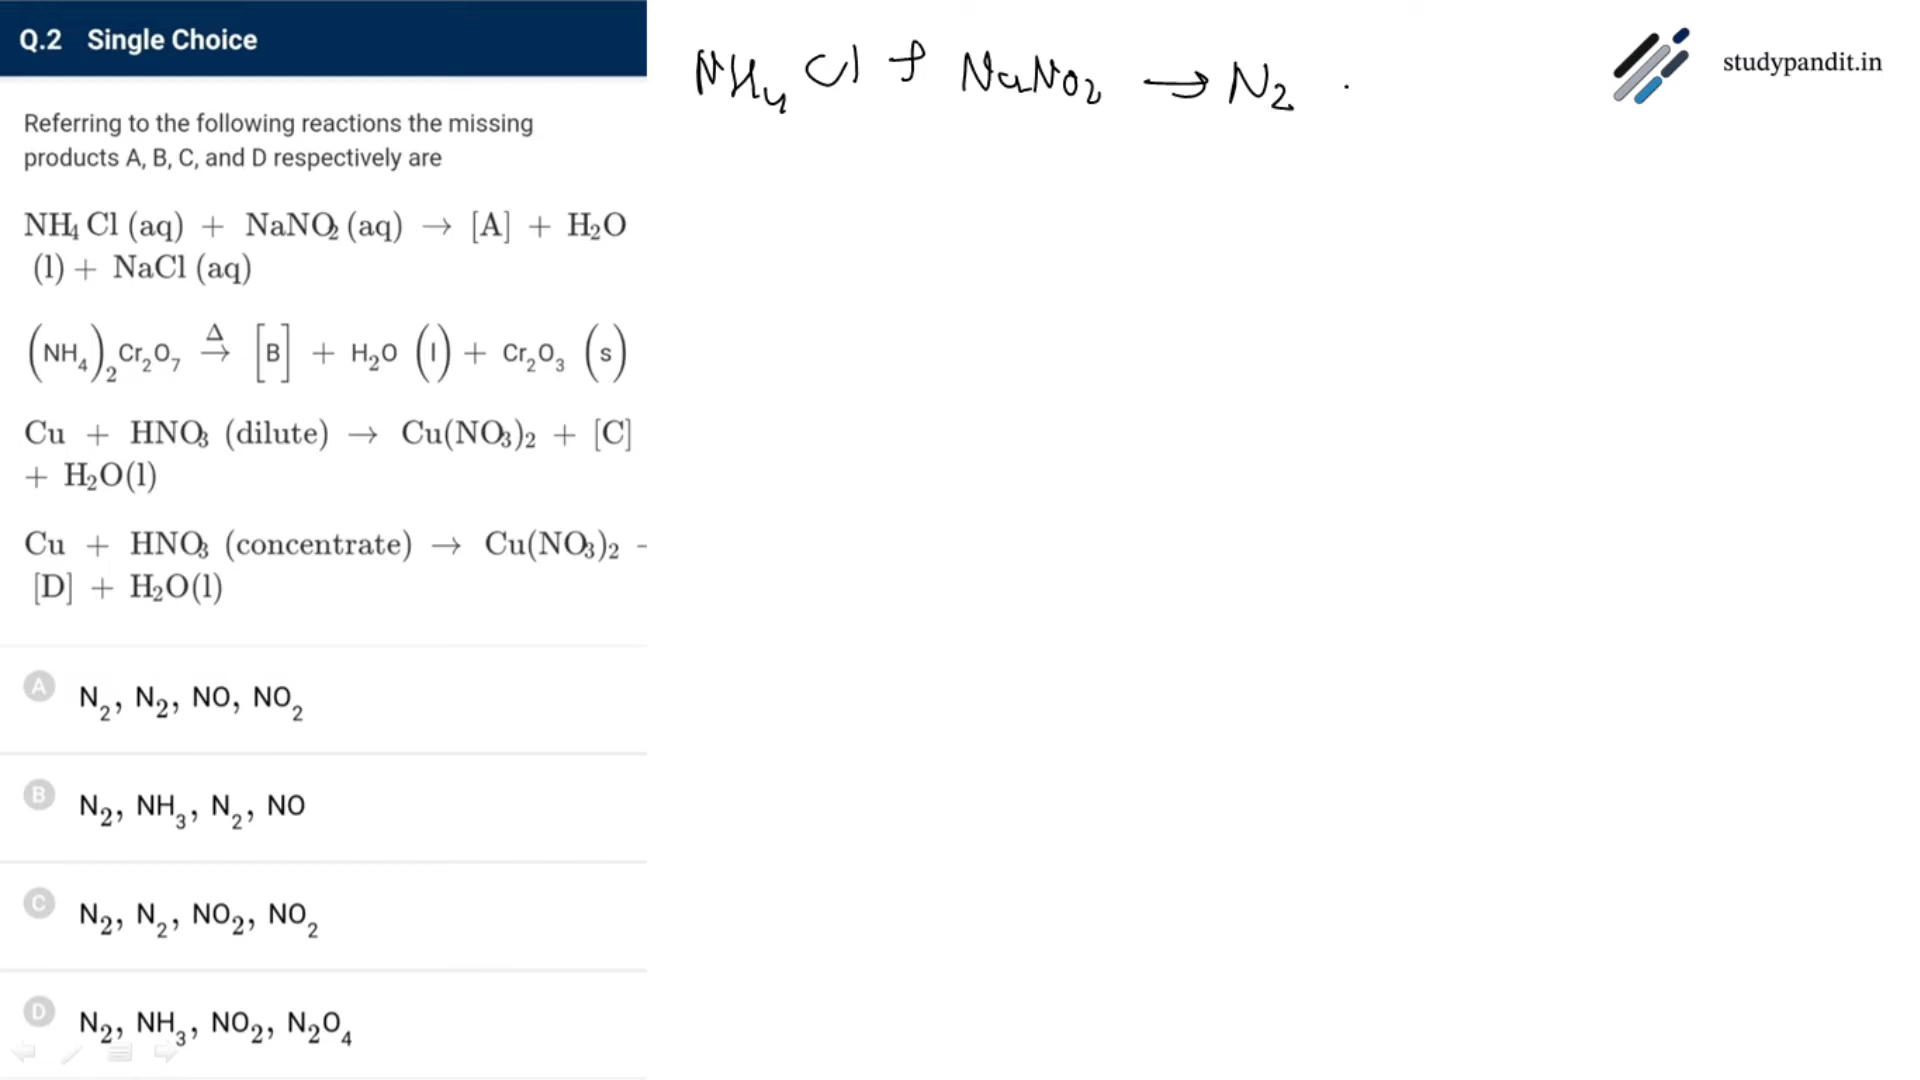 Q.2 Single Choice
NH₄ Cl + NaNO₂ → N₂ .
studypandit.in
Referring to the following reactions the missing
products A, B, C, and D respectively are
NH₄ Cl (aq) + NaNO₂ (aq) → [A] + H₂O
(l) + NaCl (aq)
(NH₄)₂Cr₂O₇ Δ→ [B] + H₂O (l) + Cr₂O₃ (s)
Cu + HNO₃ (dilute) → Cu(NO₃)₂ + [C]
+ H₂O(l)
Cu + HNO₃ (concentrate) → Cu(NO₃)₂ -
[D] + H₂O(l)
A N₂, N₂, NO, NO₂
B N₂, NH₃, N₂, NO
C N₂, N₂, NO₂, NO₂
D N₂, NH₃, NO₂, N₂O₄